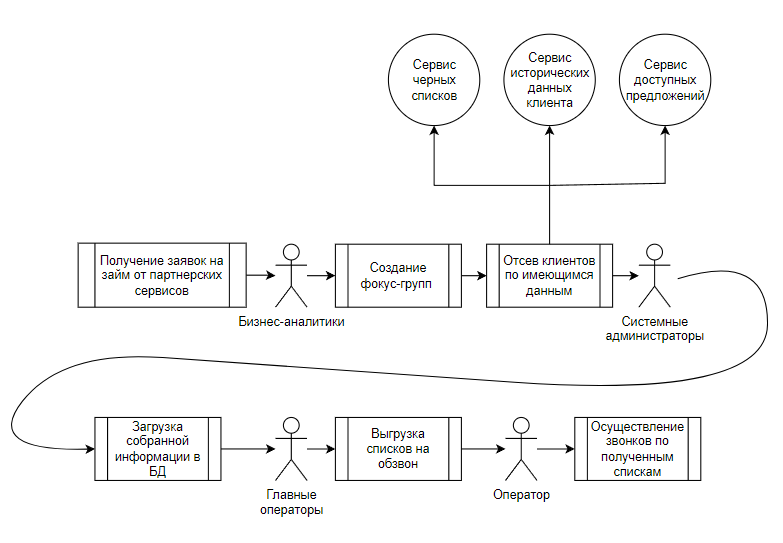 Сервис
черных
списков
Сервис
исторических
данных
клиента
Сервис
доступных
предложений
Получение заявок на
займ от партнерских
сервисов
Бизнес-аналитики
Создание
фокус-групп
Отсев клиентов
по имеющимся
данным
Системные
администраторы
Загрузка
собранной
информации в
БД
Главные
операторы
Выгрузка
списков на
обзвон
Оператор
Осуществление
звонков по
полученным
спискам